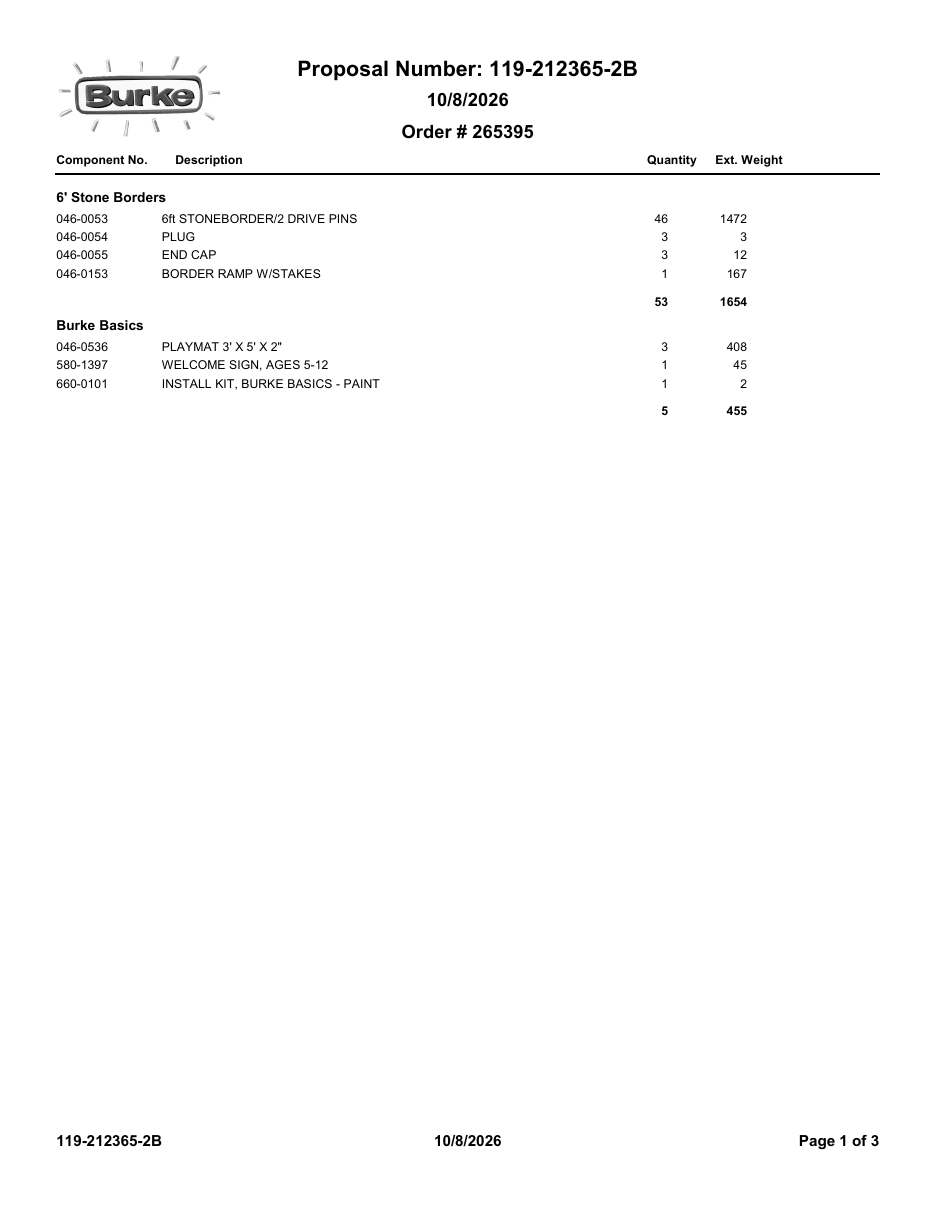 Burke
Proposal Number: 119-212365-2B
10/8/2026
Order # 265395
Component No. Description Quantity Ext. Weight
6' Stone Borders
046-0053 6ft STONEBORDER/2 DRIVE PINS 46 1472
046-0054 PLUG 3 3
046-0055 END CAP 3 12
046-0153 BORDER RAMP W/STAKES 1 167
53 1654
Burke Basics
046-0536 PLAYMAT 3' X 5' X 2" 3 408
580-1397 WELCOME SIGN, AGES 5-12 1 45
660-0101 INSTALL KIT, BURKE BASICS - PAINT 1 2
5 455
119-212365-2B 10/8/2026 Page 1 of 3